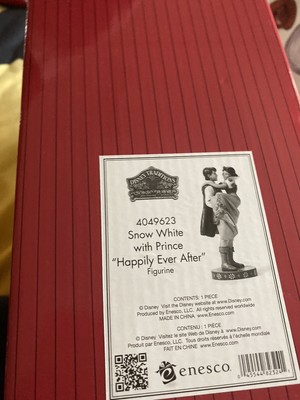 DISNEY TRADITIONS
4049623
Snow White
with Prince
“Happily Ever After”
Figurine
CONTENTS: 1 PIECE
© Disney Visit the Disney website at www.Disney.com
Produced by Enesco, LLC. All rights reserved worldwide
MADE IN CHINA www.enesco.com
CONTENU : 1 PIÈCE
© Disney. Visitez le site Web de Disney à www.Disney.com
Produit par Enesco, LLC. Tous droits réservés à l'échelle mondiale
FAIT EN CHINE www.Enesco.com
enesco